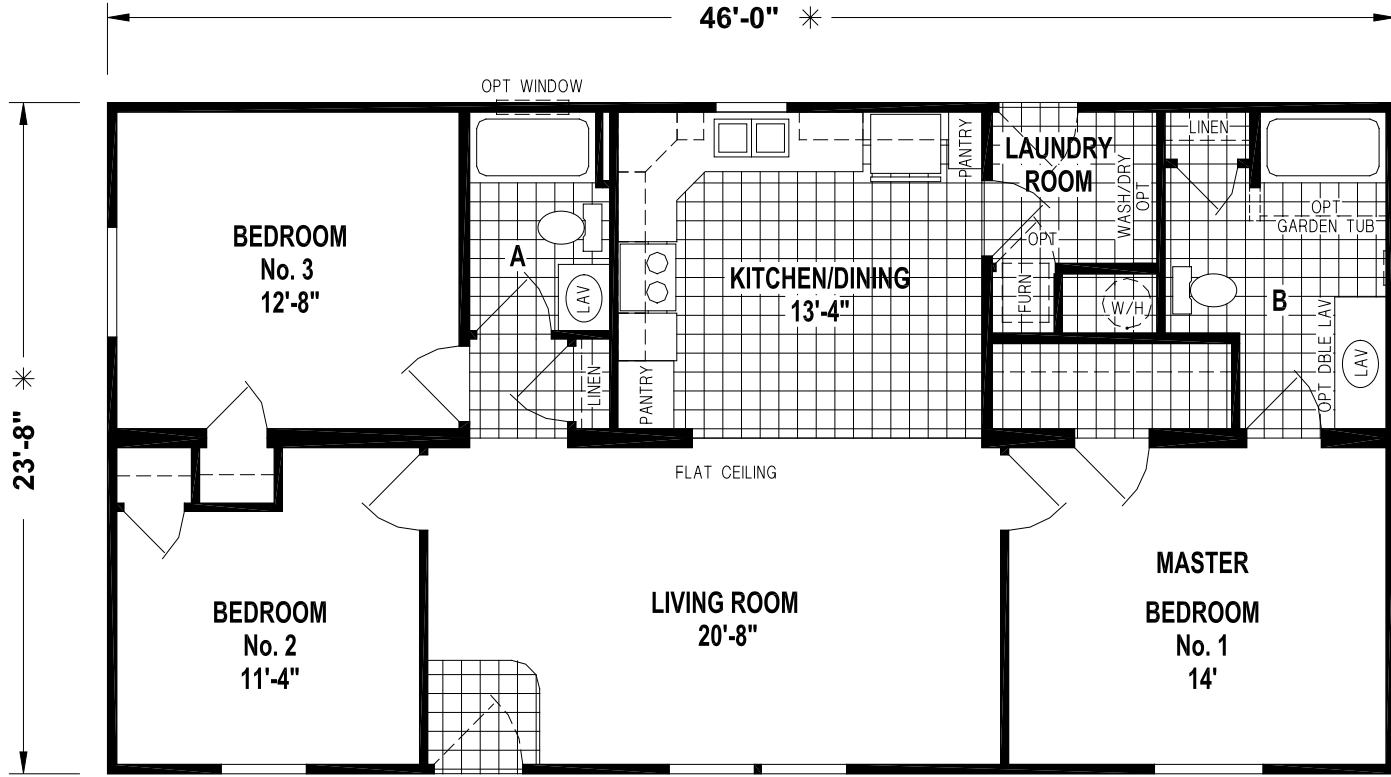 46'-0" ✳
OPT WINDOW
23'-8" ✳
BEDROOM
No. 3
12'-8"
A
LAV
LINEN
PANTRY
KITCHEN/DINING
13'-4"
PANTRY
LAUNDRY
ROOM
WASH/DRY
OPT
OPT
FURN
W/H
LINEN
OPT
GARDEN TUB
B
OPT DBLE LAV
LAV
FLAT CEILING
BEDROOM
No. 2
11'-4"
LIVING ROOM
20'-8"
MASTER
BEDROOM
No. 1
14'